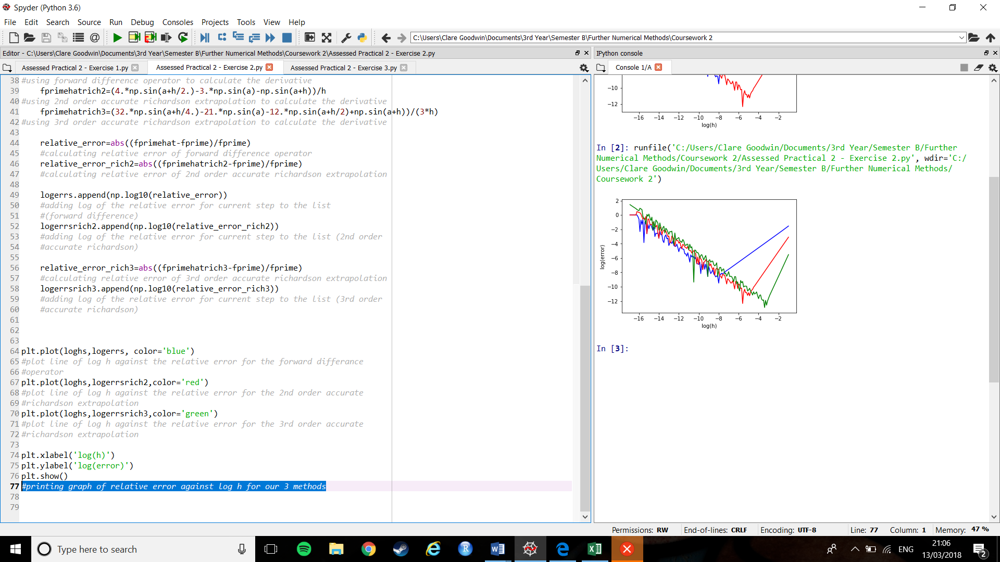 Spyder (Python 3.6)
File Edit Search Source Run Debug Consoles Projects Tools View Help
C:\Users\Clare Goodwin\Documents\3rd Year\Semester B\Further Numerical Methods\Coursework 2
Editor - C:\Users\Clare Goodwin\Documents\3rd Year\Semester B\Further Numerical Methods\Coursework 2\Assessed Practical 2 - Exercise 2.py
Assessed Practical 2 - Exercise 1.py Assessed Practical 2 - Exercise 2.py Assessed Practical 2 - Exercise 3.py
38 #using forward difference operator to calculate the derivative
39     fprimehatrich2=(4.*np.sin(a+h/2.)-3.*np.sin(a)-np.sin(a+h))/h
40 #using 2nd order accurate richardson extrapolation to calculate the derivative
41     fprimehatrich3=(32.*np.sin(a+h/4.)-21.*np.sin(a)-12.*np.sin(a+h/2)+np.sin(a+h))/(3*h)
42 #using 3rd order accurate richardson extrapolation to calculate the derivative
43
44     relative_error=abs((fprimehat-fprime)/fprime)
45     #calculating relative error of forward difference operator
46     relative_error_rich2=abs((fprimehatrich2-fprime)/fprime)
47     #calculating relative error of 2nd order accurate richardson extrapolation
48
49     logerrs.append(np.log10(relative_error))
50     #adding log of the relative error for current step to the list
51     #(forward difference)
52     logerrsrich2.append(np.log10(relative_error_rich2))
53     #adding log of the relative error for current step to the list (2nd order
54     #accurate richardson)
55
56     relative_error_rich3=abs((fprimehatrich3-fprime)/fprime)
57     #calculating relative error of 3rd order accurate richardson extrapolation
58     logerrsrich3.append(np.log10(relative_error_rich3))
59     #adding log of the relative error for current step to the list (3rd order
60     #accurate richardson)
61
62
63
64 plt.plot(loghs,logerrs, color='blue')
65 #plot line of log h against the relative error for the forward differance
66 #operator
67 plt.plot(loghs,logerrsrich2,color='red')
68 #plot line of log h against the relative error for the 2nd order accurate
69 #richardson extrapolation
70 plt.plot(loghs,logerrsrich3,color='green')
71 #plot line of log h against the relative error for the 3rd order accurate
72 #richardson extrapolation
73
74 plt.xlabel('log(h)')
75 plt.ylabel('log(error)')
76 plt.show()
77 #printing graph of relative error against log h for our 3 methods
78
79
IPython console
Console 1/A
−10
−12
−16 −14 −12 −10 −8 −6 −4 −2
log(h)
In [2]: runfile('C:/Users/Clare Goodwin/Documents/3rd Year/Semester B/Further
Numerical Methods/Coursework 2/Assessed Practical 2 - Exercise 2.py', wdir='C:/
Users/Clare Goodwin/Documents/3rd Year/Semester B/Further Numerical Methods/
Coursework 2')
2
0
−2
−4
−6
−8
−10
−12
log(error)
−16 −14 −12 −10 −8 −6 −4 −2
log(h)
In [3]:
Permissions: RW End-of-lines: CRLF Encoding: UTF-8 Line: 77 Column: 1 Memory: 47 %
Type here to search
ENG
21:06
13/03/2018
2